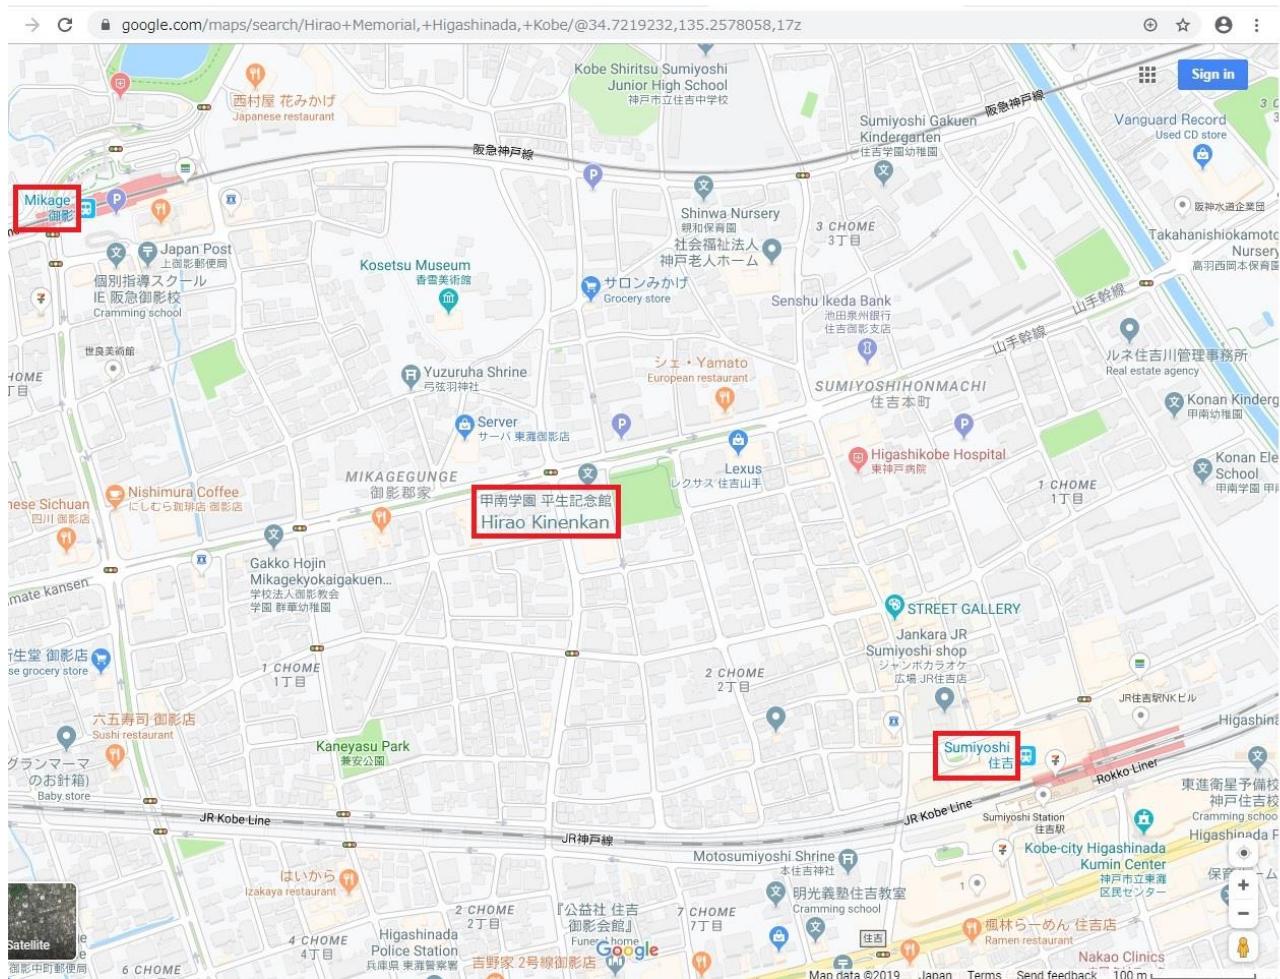 google.com/maps/search/Hirao+Memorial,+Higashinada,+Kobe/@34.7219232,135.2578058,17z
Sign in
西村屋 花みかげ
Japanese restaurant
Kobe Shiritsu Sumiyoshi
Junior High School
神戸市立住吉中学校
阪急神戸線
Sumiyoshi Gakuen
Kindergarten
住吉学園幼稚園
阪急神戸線
Vanguard Record
Used CD store
Mikage
御影
P
P
Japan Post
上御影郵便局
個別指導スクール
IE 阪急御影校
Cramming school
Kosetsu Museum
香雪美術館
Shinwa Nursery
親和保育園
社会福祉法人
神戸老人ホーム
3 CHOME
3丁目
阪神水道企業団
Takahanishiokamoto
Nursery
高羽西岡本保育園
サロンみかげ
Grocery store
Senshu Ikeda Bank
池田泉州銀行
住吉御影支店
山手幹線
山手幹線
世良美術館
Yuzuruha Shrine
弓弦羽神社
シェ・Yamato
European restaurant
SUMIYOSHIHONMACHI
住吉本町
ルネ住吉川管理事務所
Real estate agency
Konan Kinderg
甲南幼稚園
Server
サーバ 東灘御影店
P
P
Lexus
レクサス 住吉山手
Higashikobe Hospital
東神戸病院
Konan Ele
School
甲南学園 甲
MIKAGEGUNGE
御影郡家
1 CHOME
1丁目
nese Sichuan
四川 御影店
Nishimura Coffee
にしむら珈琲店 御影店
甲南学園 平生記念館
Hirao Kinenkan
Gakko Hojin
Mikagekyokaigakuen...
学校法人御影教会
学園 群華幼稚園
mate kansen
STREET GALLERY
Jankara JR
Sumiyoshi shop
ジャンボカラオケ
広場 JR住吉店
生堂 御影店
se grocery store
1 CHOME
1丁目
2 CHOME
2丁目
JR住吉駅NKビル
Higashina
六五寿司 御影店
Sushi restaurant
Kaneyasu Park
兼安公園
Sumiyoshi
住吉
グランマーマ
のお針箱)
Baby store
Rokko Liner
東進衛星予備校
神戸住吉校
Cramming schoo
JR Kobe Line
JR神戸線
JR Kobe Line
Sumiyoshi Station
住吉駅
Higashinada F
Motosumiyoshi Shrine
本住吉神社
Kobe-city Higashinada
Kumin Center
神戸市立東灘
区民センター
はいから
Izakaya restaurant
明光義塾住吉教室
Cramming school
1
2 CHOME
2丁目
『公益社 住吉
御影会館』
Funeral home
7 CHOME
7丁目
Higashinada
Police Station
兵庫県 東灘警察署
4 CHOME
4丁目
6 CHOME
吉野家 2号線御影店
住吉
楓林らーめん 住吉店
Ramen restaurant
Nakao Clinics
Satellite
御影中町郵便局
Google
Map data ©2019 Japan Terms Send feedback 100 m